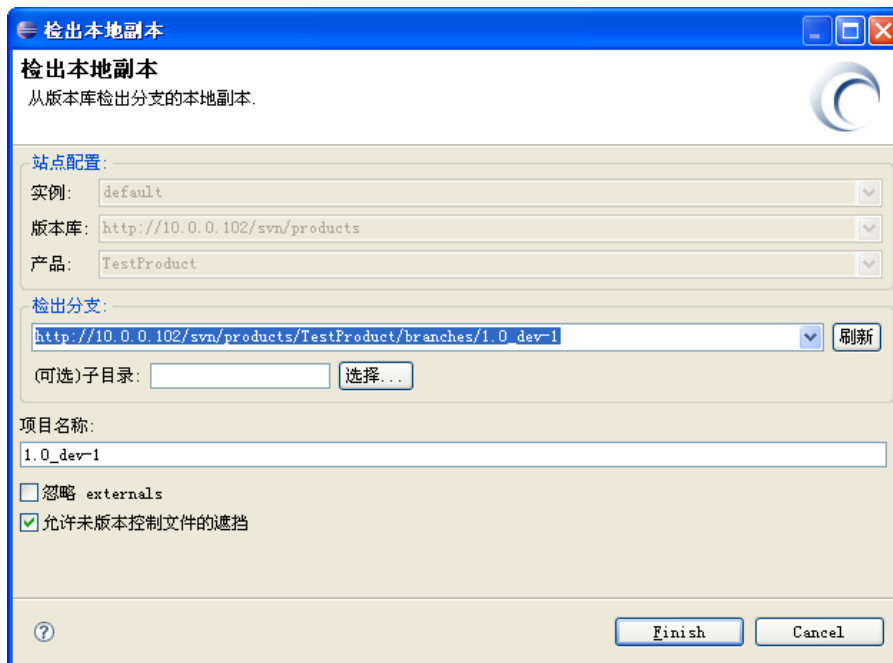 检出本地副本
检出本地副本
从版本库检出分支的本地副本.
站点配置:
实例: default
版本库: http://10.0.0.102/svn/products
产品: TestProduct
检出分支:
http://10.0.0.102/svn/products/TestProduct/branches/1.0_dev-1 刷新
(可选)子目录: 选择...
项目名称:
1.0_dev-1
忽略 externals
允许未版本控制文件的遮挡
? Finish Cancel